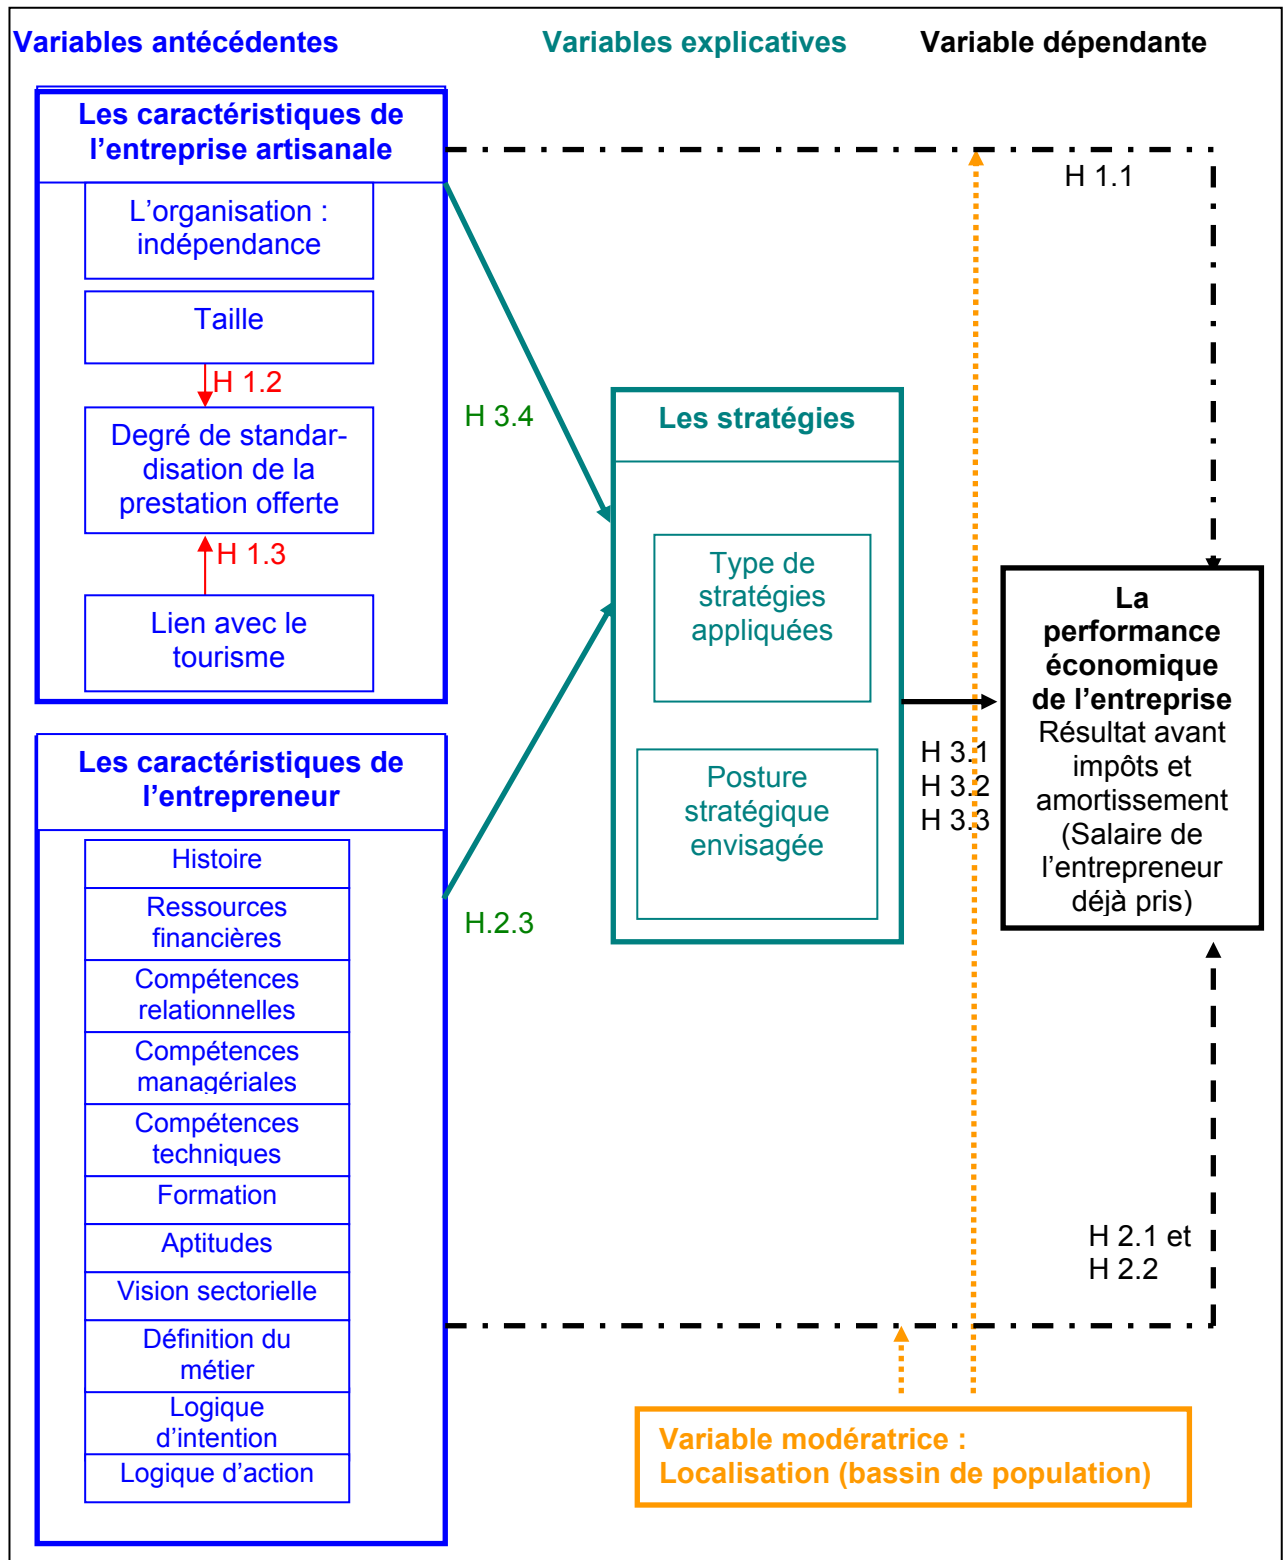 Variables antécédentes
Variables explicatives
Variable dépendante
Les caractéristiques de
l’entreprise artisanale
L’organisation :
indépendance
Taille
H 1.2
Degré de standar-
disation de la
prestation offerte
H 1.3
Lien avec le
tourisme
H 1.1
H 3.4
Les stratégies
Type de
stratégies
appliquées
Posture
stratégique
envisagée
H 3.1
H 3.2
H 3.3
La
performance
économique
de l’entreprise
Résultat avant
impôts et
amortissement
(Salaire de
l’entrepreneur
déjà pris)
Les caractéristiques de
l’entrepreneur
Histoire
Ressources
financières
Compétences
relationnelles
Compétences
managériales
Compétences
techniques
Formation
Aptitudes
Vision sectorielle
Définition du
métier
Logique
d’intention
Logique d’action
H.2.3
H 2.1 et
H 2.2
Variable modératrice :
Localisation (bassin de population)